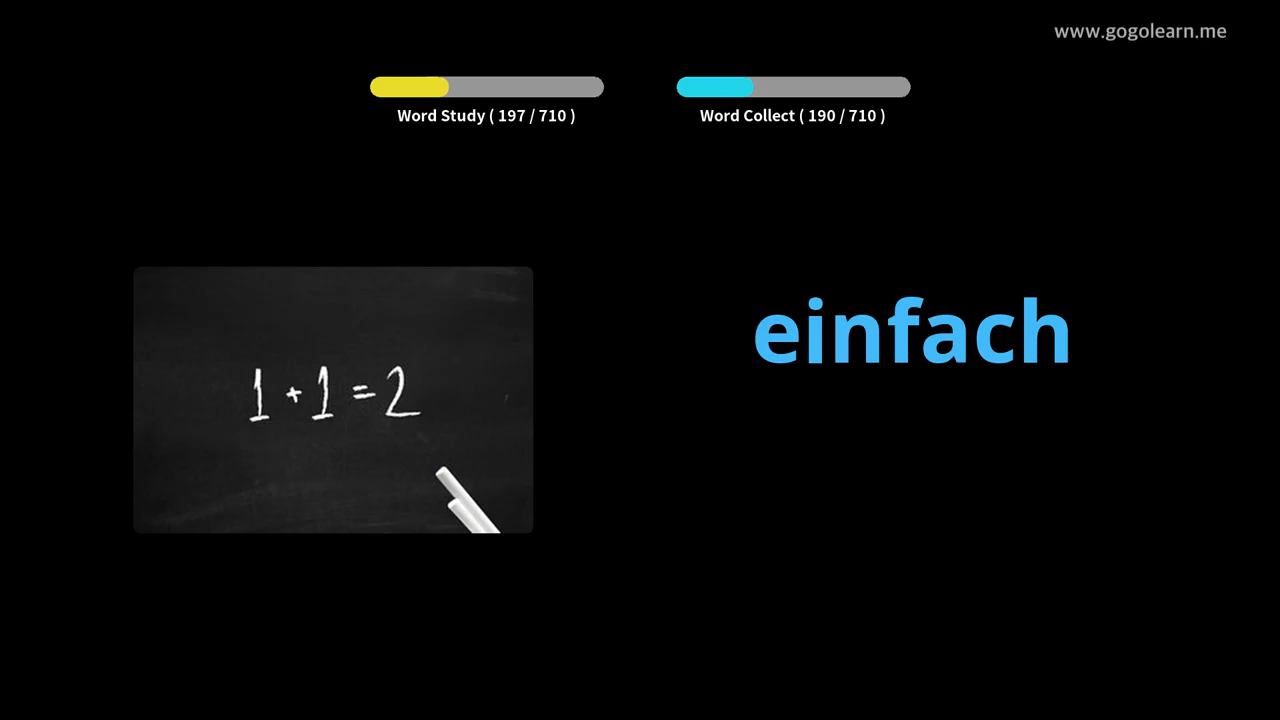 www.gogolearn.me
Word Study ( 197 / 710 )
Word Collect ( 190 / 710 )
einfach
1 + 1 = 2